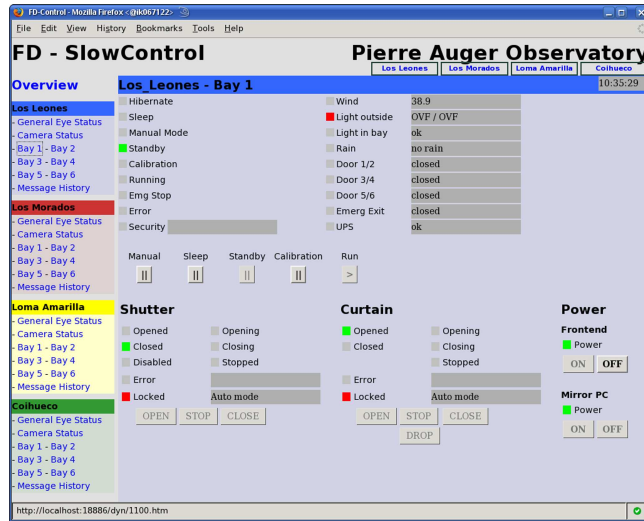 FD-Control - Mozilla Firefox <@ik067122>
File Edit View History Bookmarks Tools Help
FD - SlowControl
Pierre Auger Observatory
Los Leones Los Morados Loma Amarilla Coihueco
Overview
Los_Leones - Bay 1
10:35:29
Los Leones
- General Eye Status
- Camera Status
- Bay 1 - Bay 2
- Bay 3 - Bay 4
- Bay 5 - Bay 6
- Message History
Los Morados
- General Eye Status
- Camera Status
- Bay 1 - Bay 2
- Bay 3 - Bay 4
- Bay 5 - Bay 6
- Message History
Loma Amarilla
- General Eye Status
- Camera Status
- Bay 1 - Bay 2
- Bay 3 - Bay 4
- Bay 5 - Bay 6
- Message History
Coihueco
- General Eye Status
- Camera Status
- Bay 1 - Bay 2
- Bay 3 - Bay 4
- Bay 5 - Bay 6
- Message History
Hibernate
Sleep
Manual Mode
Standby
Calibration
Running
Emg Stop
Error
Security
Wind 38.9
Light outside OVF / OVF
Light in bay ok
Rain no rain
Door 1/2 closed
Door 3/4 closed
Door 5/6 closed
Emerg Exit closed
UPS ok
Manual Sleep Standby Calibration Run
|| || || || >
Shutter
Opened Opening
Closed Closing
Disabled Stopped
Error
Locked Auto mode
OPEN STOP CLOSE
Curtain
Opened Opening
Closed Closing
Stopped
Error
Locked Auto mode
OPEN STOP CLOSE
DROP
Power
Frontend
Power
ON OFF
Mirror PC
Power
ON OFF
http://localhost:18886/dyn/1100.htm